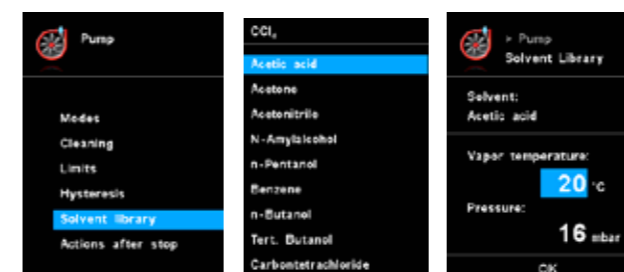 Pump
Modes
Cleaning
Limits
Hysteresis
Solvent library
Actions after stop
CCl₄
Acetic acid
Acetone
Acetonitrile
N-Amylalcohol
n-Pentanol
Benzene
n-Butanol
Tert. Butanol
Carbontetrachloride
> Pump
Solvent Library
Solvent:
Acetic acid
Vapor temperature:
20 °C
Pressure:
16 mbar
OK